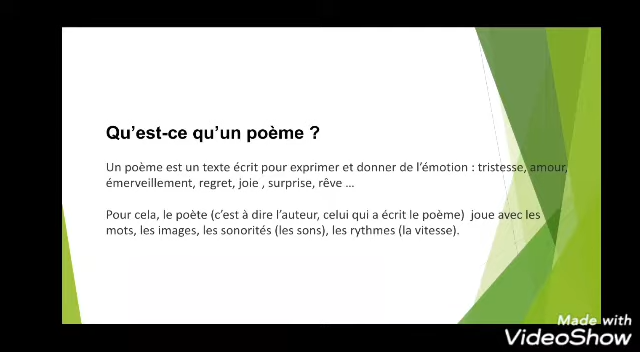 Qu’est-ce qu’un poème ?
Un poème est un texte écrit pour exprimer et donner de l’émotion : tristesse, amour,
émerveillement, regret, joie , surprise, rêve …
Pour cela, le poète (c’est à dire l’auteur, celui qui a écrit le poème)  joue avec les
mots, les images, les sonorités (les sons), les rythmes (la vitesse).
Made with
VideoShow